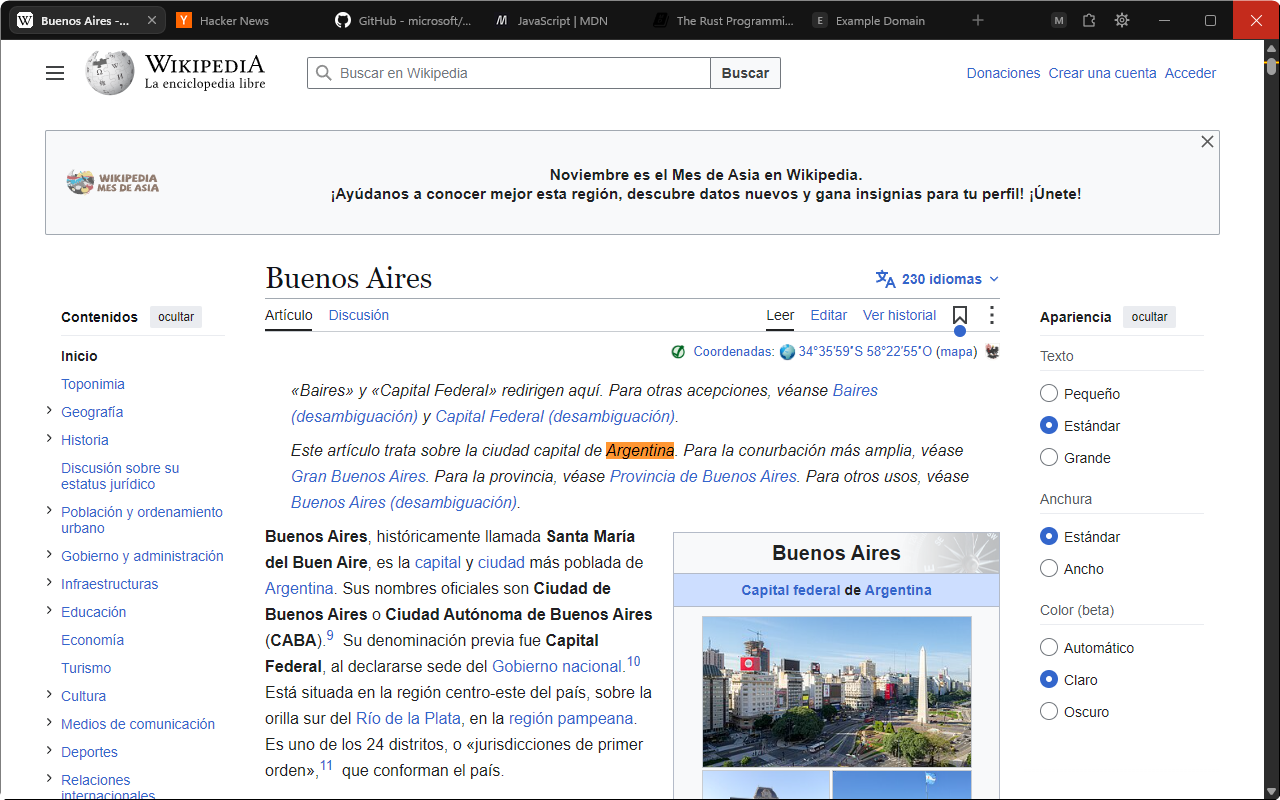 Buenos Aires -...
Hacker News
GitHub - microsoft/...
JavaScript | MDN
The Rust Programmi...
E
Example Domain
M
WIKIPEDIA
La enciclopedia libre
Buscar en Wikipedia
Buscar
Donaciones Crear una cuenta Acceder
WIKIPEDIA
MES DE ASIA
Noviembre es el Mes de Asia en Wikipedia.
¡Ayúdanos a conocer mejor esta región, descubre datos nuevos y gana insignias para tu perfil! ¡Únete!
Buenos Aires
230 idiomas
Artículo Discusión
Leer Editar Ver historial
Coordenadas: 34°35′59″S 58°22′55″O (mapa)
Contenidos ocultar
Inicio
Toponimia
Geografía
Historia
Discusión sobre su
estatus jurídico
Población y ordenamiento
urbano
Gobierno y administración
Infraestructuras
Educación
Economía
Turismo
Cultura
Medios de comunicación
Deportes
Relaciones
internacionales
«Baires» y «Capital Federal» redirigen aquí. Para otras acepciones, véanse Baires
(desambiguación) y Capital Federal (desambiguación).
Este artículo trata sobre la ciudad capital de Argentina. Para la conurbación más amplia, véase
Gran Buenos Aires. Para la provincia, véase Provincia de Buenos Aires. Para otros usos, véase
Buenos Aires (desambiguación).
Buenos Aires, históricamente llamada Santa María
del Buen Aire, es la capital y ciudad más poblada de
Argentina. Sus nombres oficiales son Ciudad de
Buenos Aires o Ciudad Autónoma de Buenos Aires
(CABA).9 Su denominación previa fue Capital
Federal, al declararse sede del Gobierno nacional.10
Está situada en la región centro-este del país, sobre la
orilla sur del Río de la Plata, en la región pampeana.
Es uno de los 24 distritos, o «jurisdicciones de primer
orden»,11 que conforman el país.
Buenos Aires
Capital federal de Argentina
Apariencia ocultar
Texto
Pequeño
Estándar
Grande
Anchura
Estándar
Ancho
Color (beta)
Automático
Claro
Oscuro